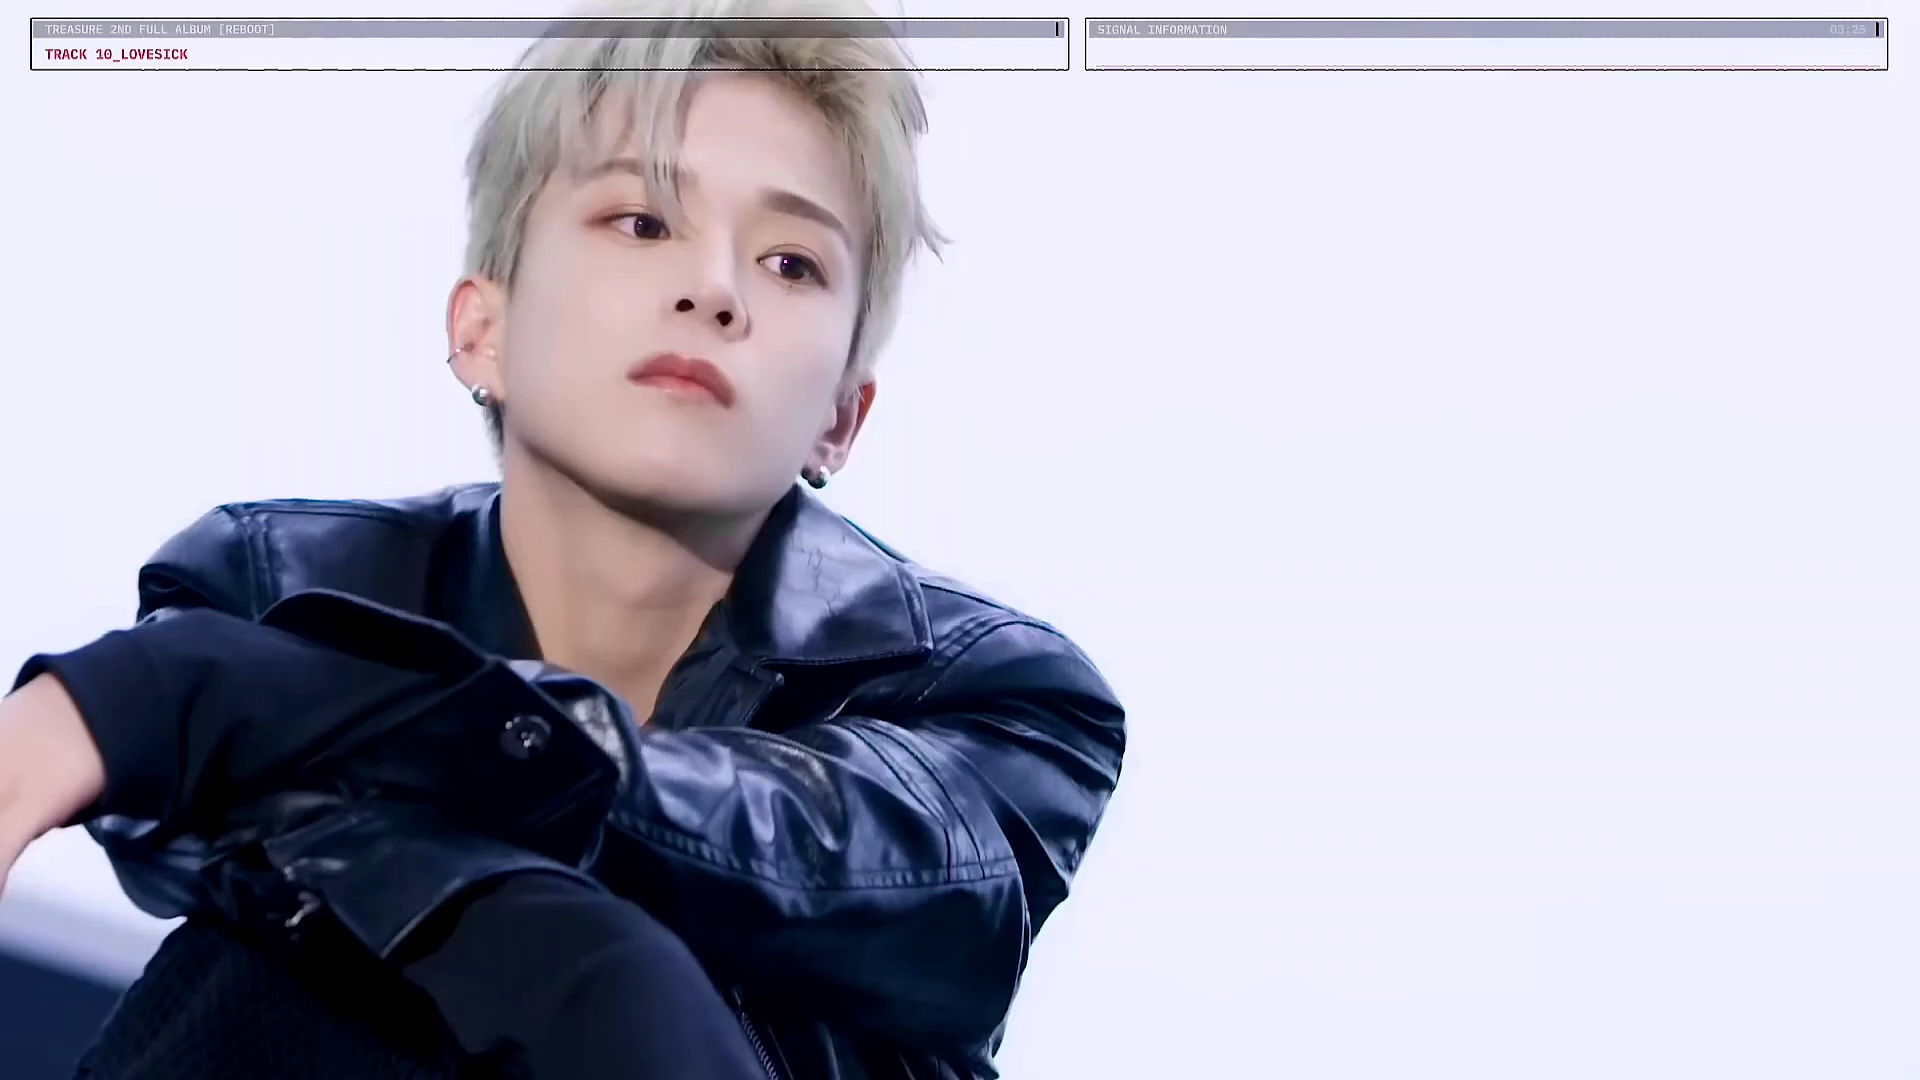 TREASURE 2ND FULL ALBUM [REBOOT]
TRACK 10_LOVESICK
SIGNAL INFORMATION
03:25